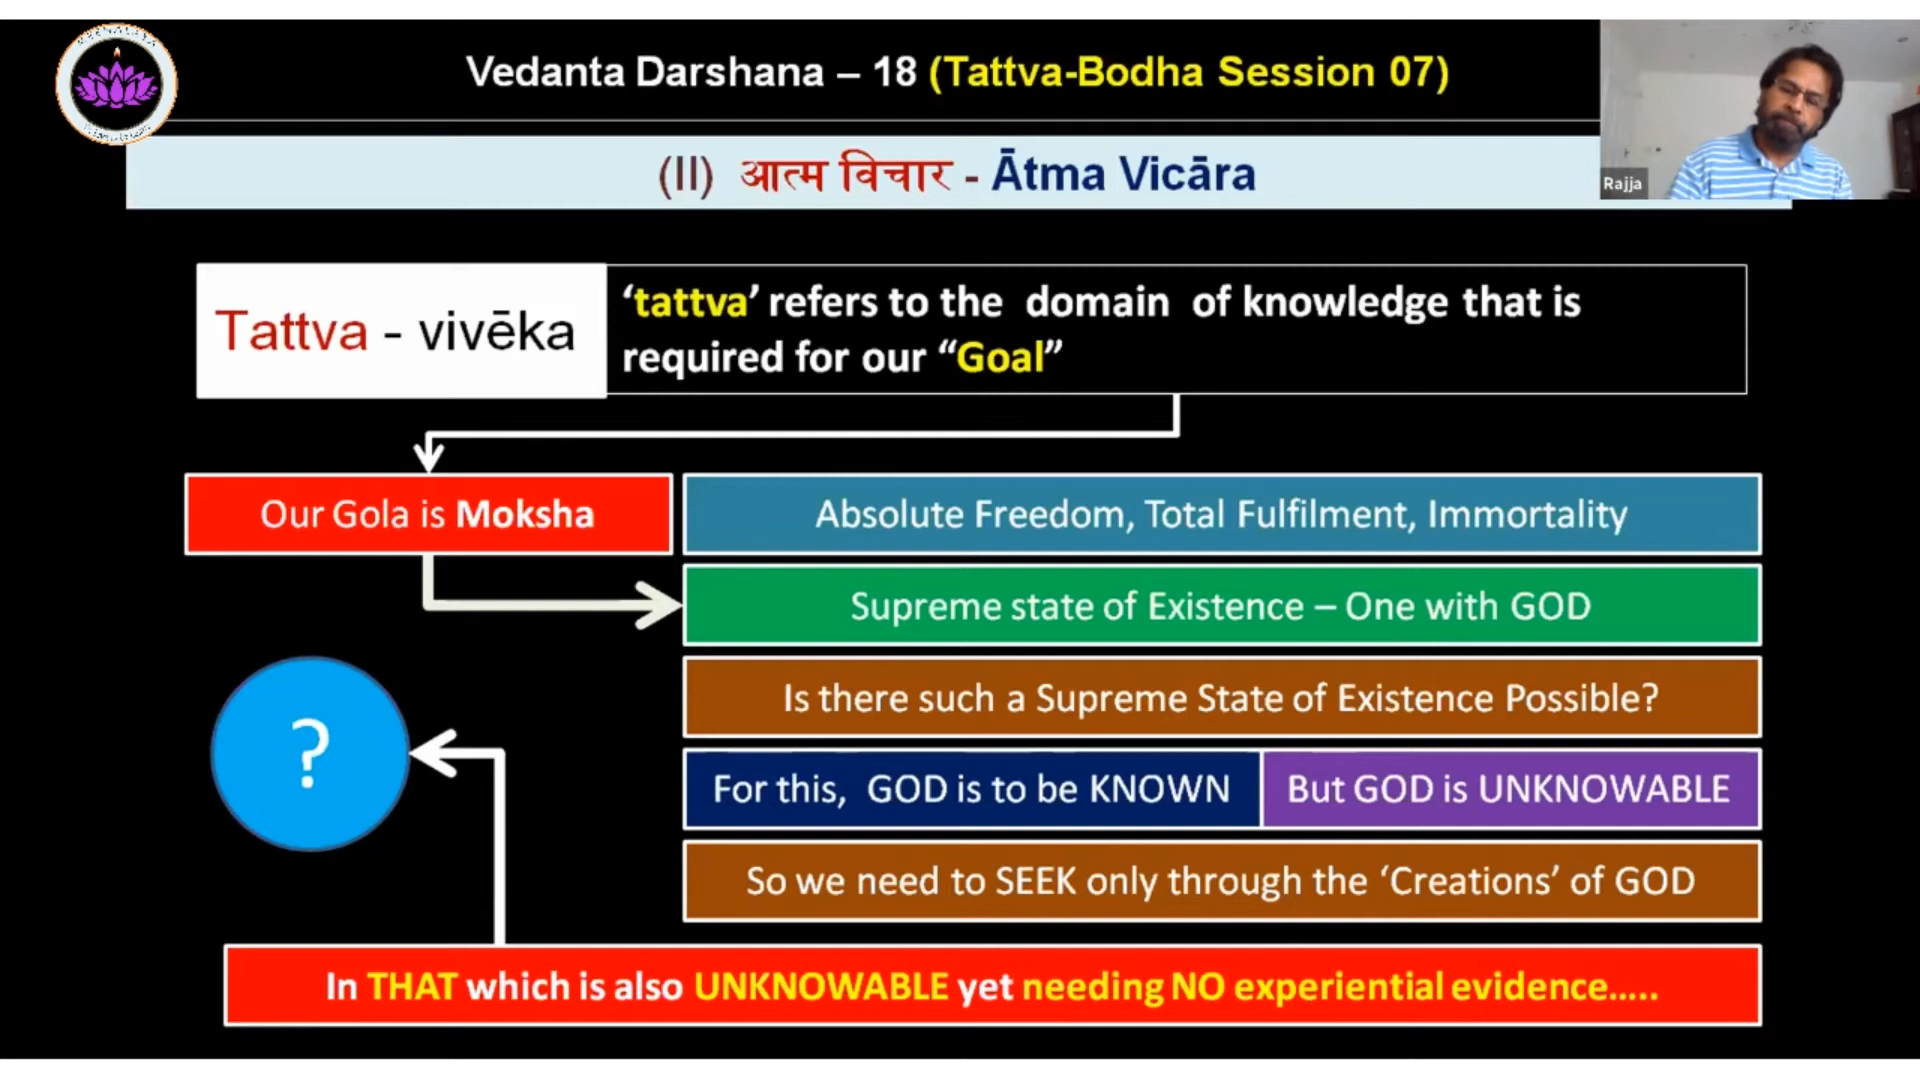 Vedanta Darshana – 18 (Tattva-Bodha Session 07)
Rajja
(II) आत्म विचार - Ātma Vicāra
Tattva - vivēka
‘tattva’ refers to the domain of knowledge that is
required for our “Goal”
Our Gola is Moksha
Absolute Freedom, Total Fulfilment, Immortality
Supreme state of Existence – One with GOD
Is there such a Supreme State of Existence Possible?
?
For this, GOD is to be KNOWN
But GOD is UNKNOWABLE
So we need to SEEK only through the ‘Creations’ of GOD
In THAT which is also UNKNOWABLE yet needing NO experiential evidence.....